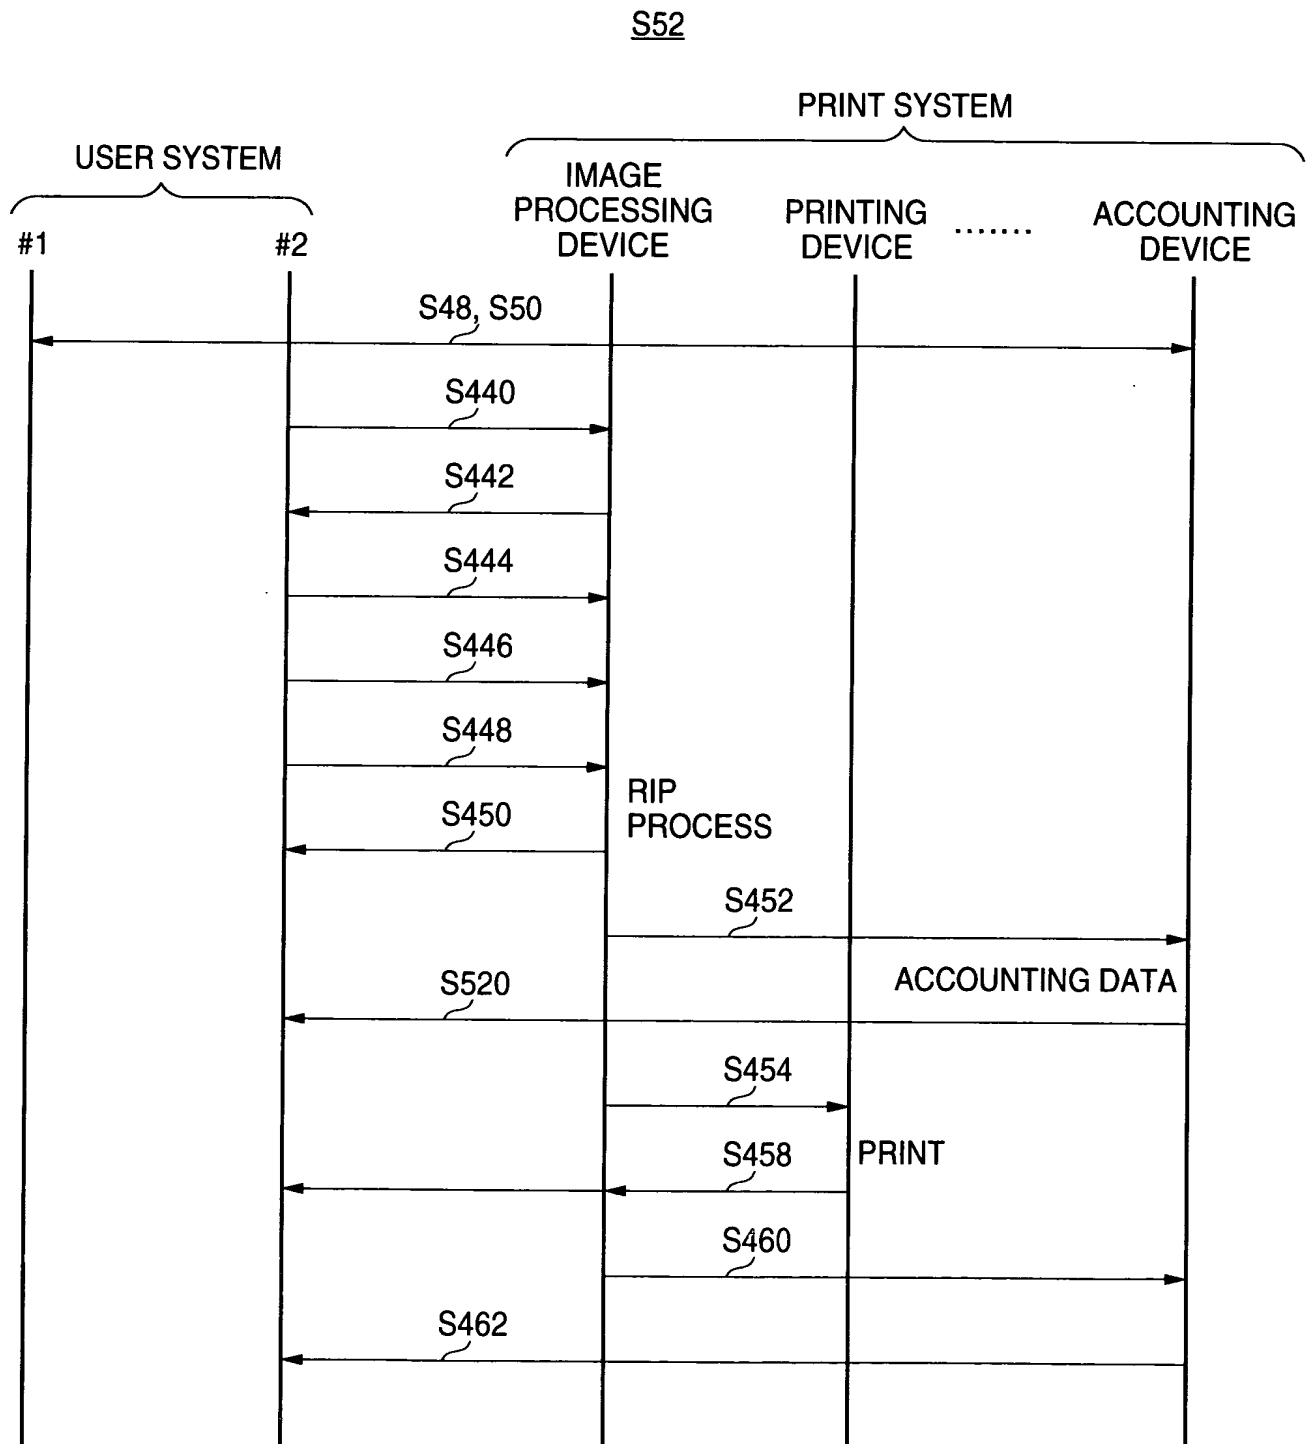 S52
PRINT SYSTEM
USER SYSTEM
#1
#2
IMAGE
PROCESSING
DEVICE
PRINTING
DEVICE
.......
ACCOUNTING
DEVICE
S48, S50
S440
S442
S444
S446
S448
RIP
PROCESS
S450
S452
ACCOUNTING DATA
S520
S454
PRINT
S458
S460
S462